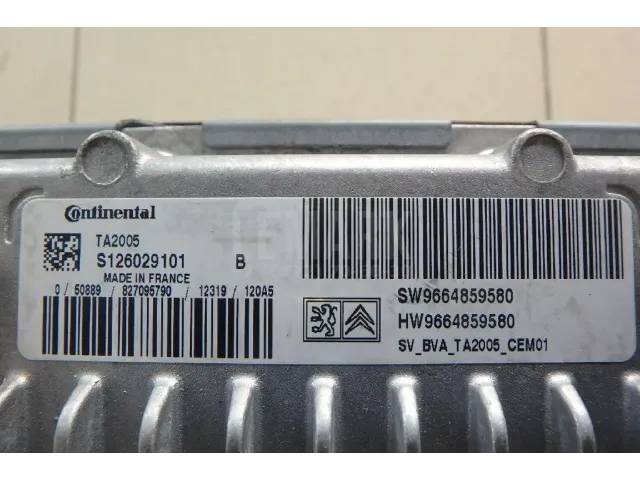 Continental
TA2005
S126029101 B
MADE IN FRANCE
0 / 50889 / 827095790 / 12319 / 120A5
SW9664859580
HW9664859580
SV_BVA_TA2005_CEM01